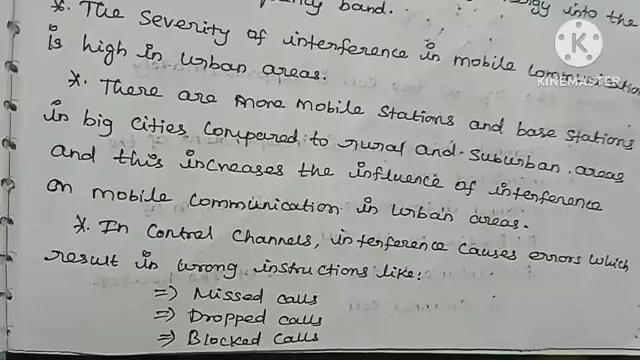 band.
into the
*. The severity of interference in mobile communication
is high in urban areas.
*. There are more mobile stations and base stations
in big cities compared to rural and suburban areas
and this increases the influence of interference
on mobile communication in urban areas.
*. In control channels, interference causes errors which
result in wrong instructions like:
=> Missed calls
=> Dropped calls
=> Blocked calls
K
KINEMASTER